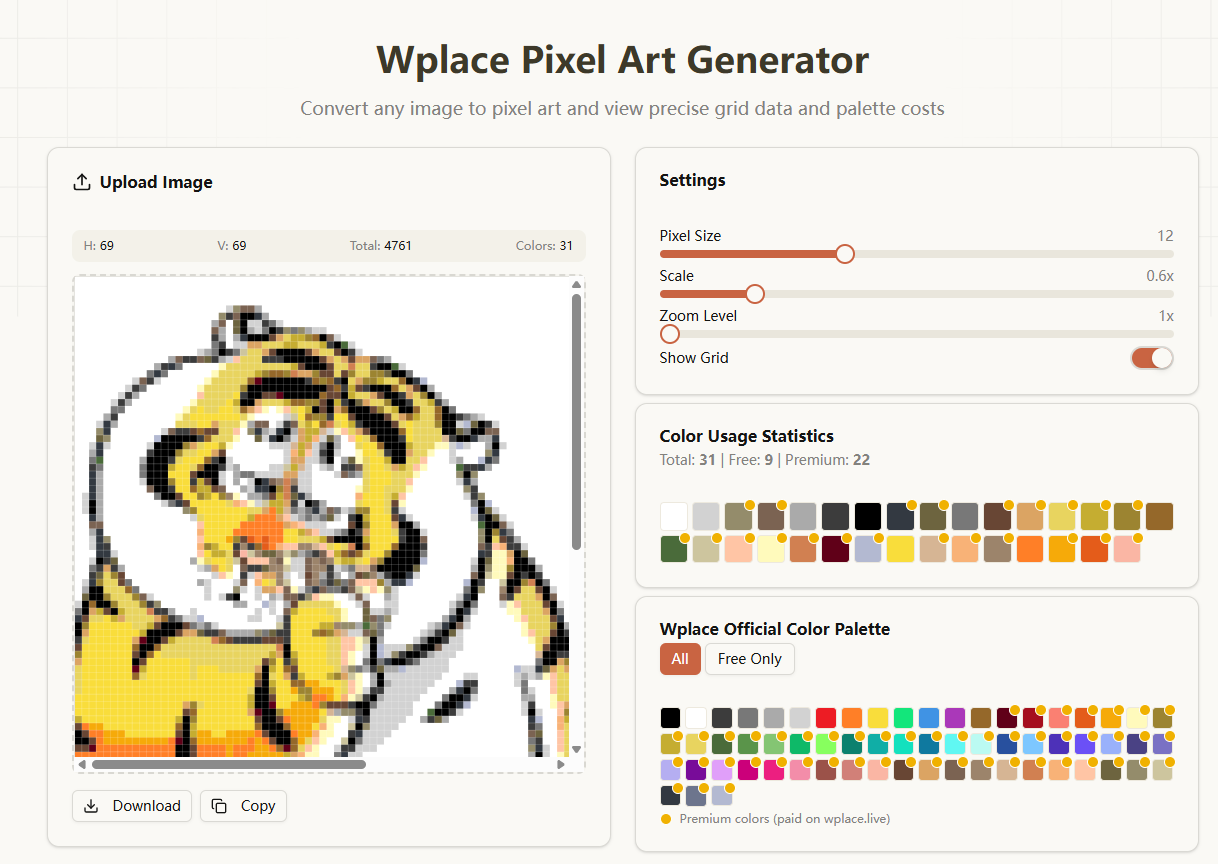 Wplace Pixel Art Generator
Convert any image to pixel art and view precise grid data and palette costs
Upload Image
H: 69 V: 69 Total: 4761 Colors: 31
Download Copy
Settings
Pixel Size 12
Scale 0.6x
Zoom Level 1x
Show Grid
Color Usage Statistics
Total: 31 | Free: 9 | Premium: 22
Wplace Official Color Palette
All Free Only
Premium colors (paid on wplace.live)